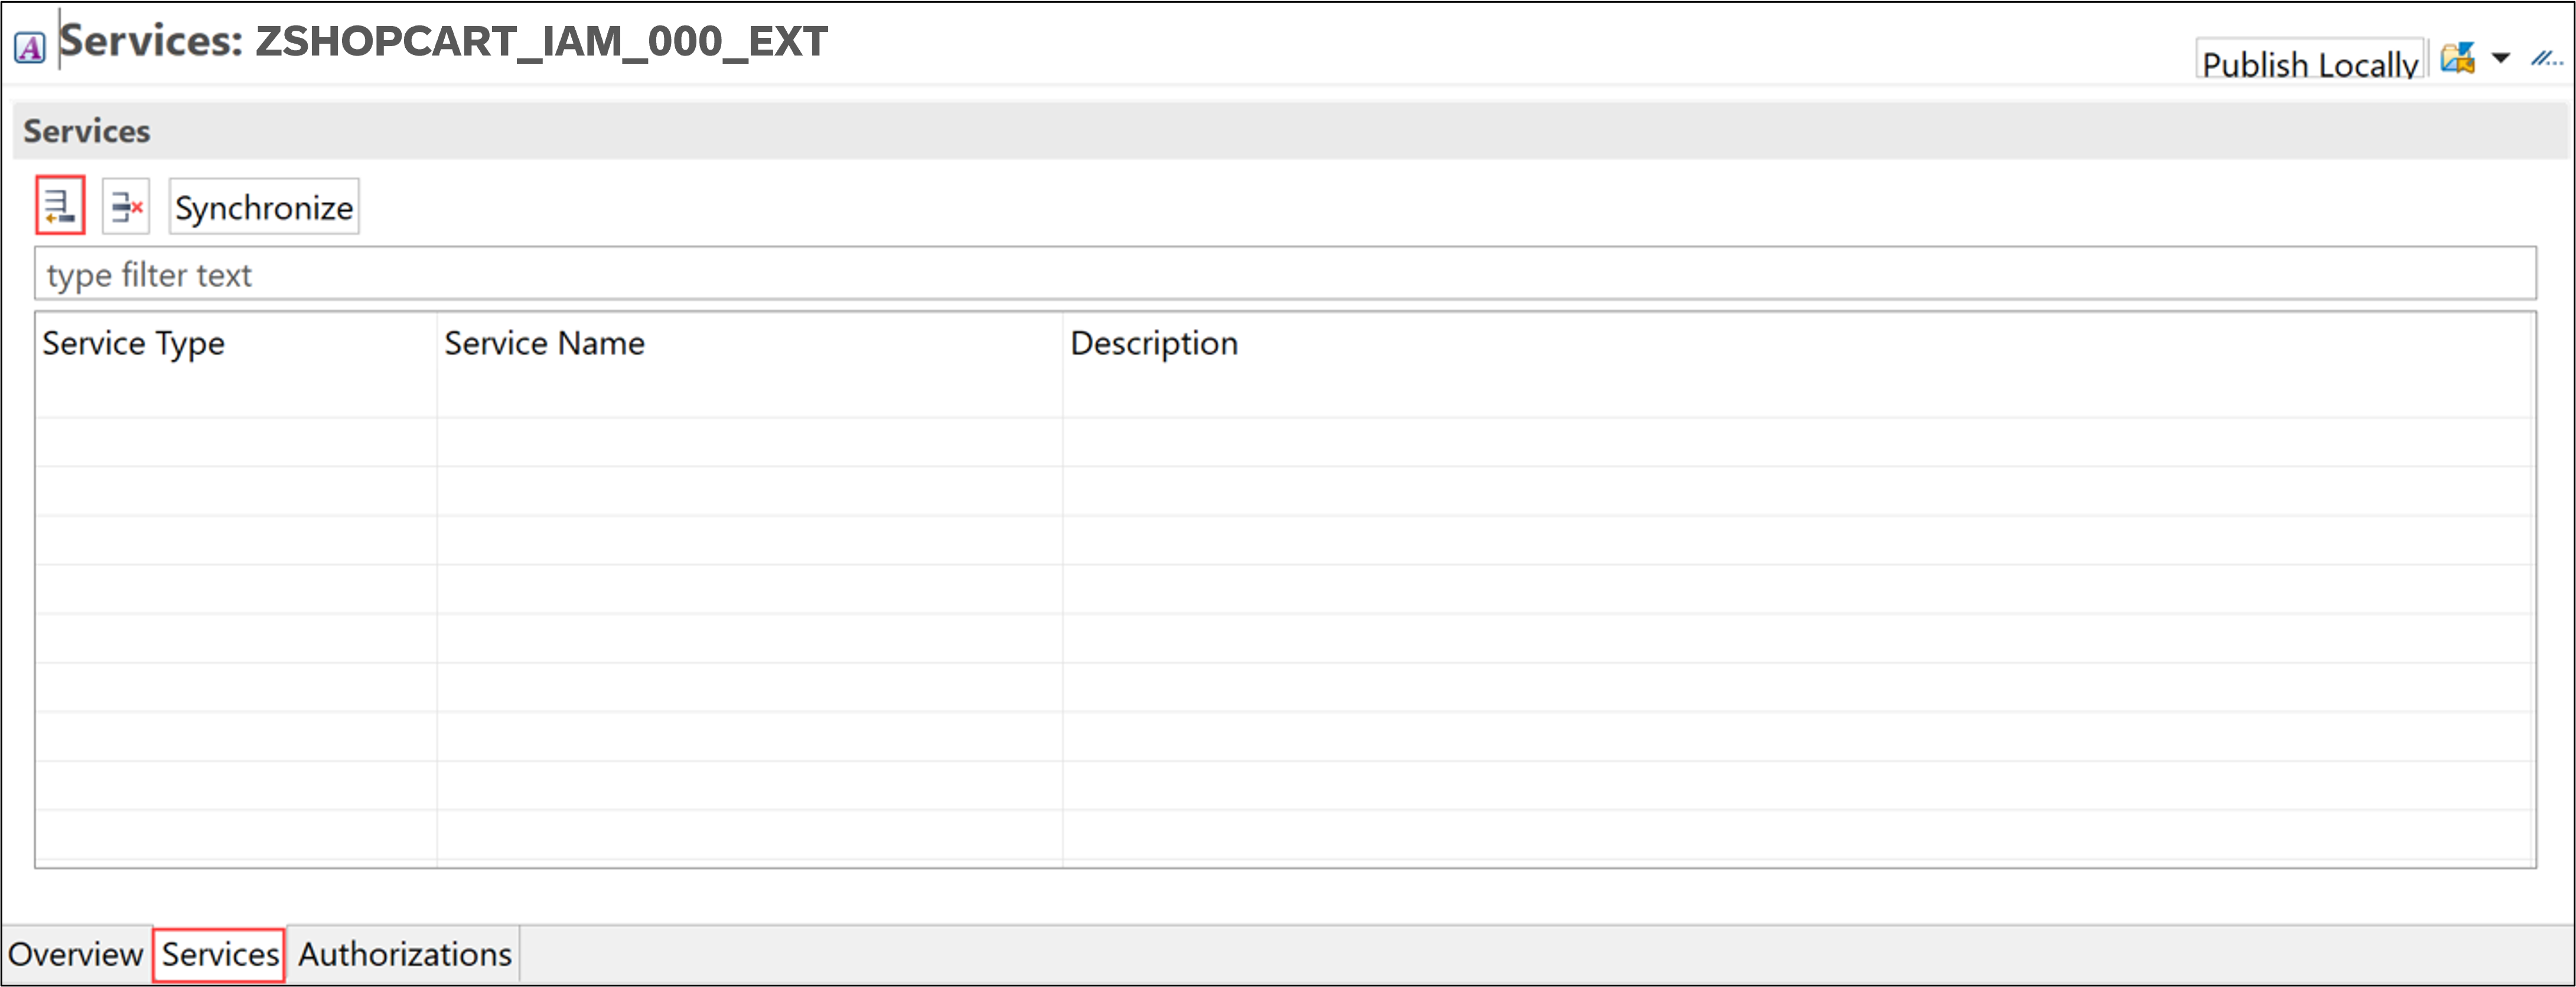 Services: ZSHOPCART_IAM_000_EXT
Publish Locally
Services
Synchronize
type filter text
Service Type Service Name Description
Overview Services Authorizations